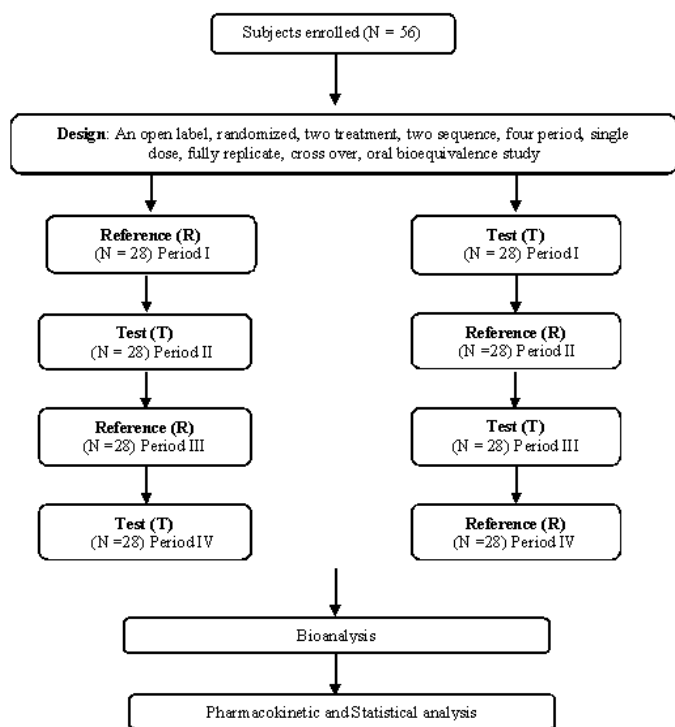 Subjects enrolled (N = 56)
Design: An open label, randomized, two treatment, two sequence, four period, single
dose, fully replicate, cross over, oral bioequivalence study
Reference (R)
(N = 28) Period I
Test (T)
(N = 28) Period I
Test (T)
(N = 28) Period II
Reference (R)
(N =28) Period II
Reference (R)
(N =28) Period III
Test (T)
(N =28) Period III
Test (T)
(N =28) Period IV
Reference (R)
(N =28) Period IV
Bioanalysis
Pharmacokinetic and Statistical analysis